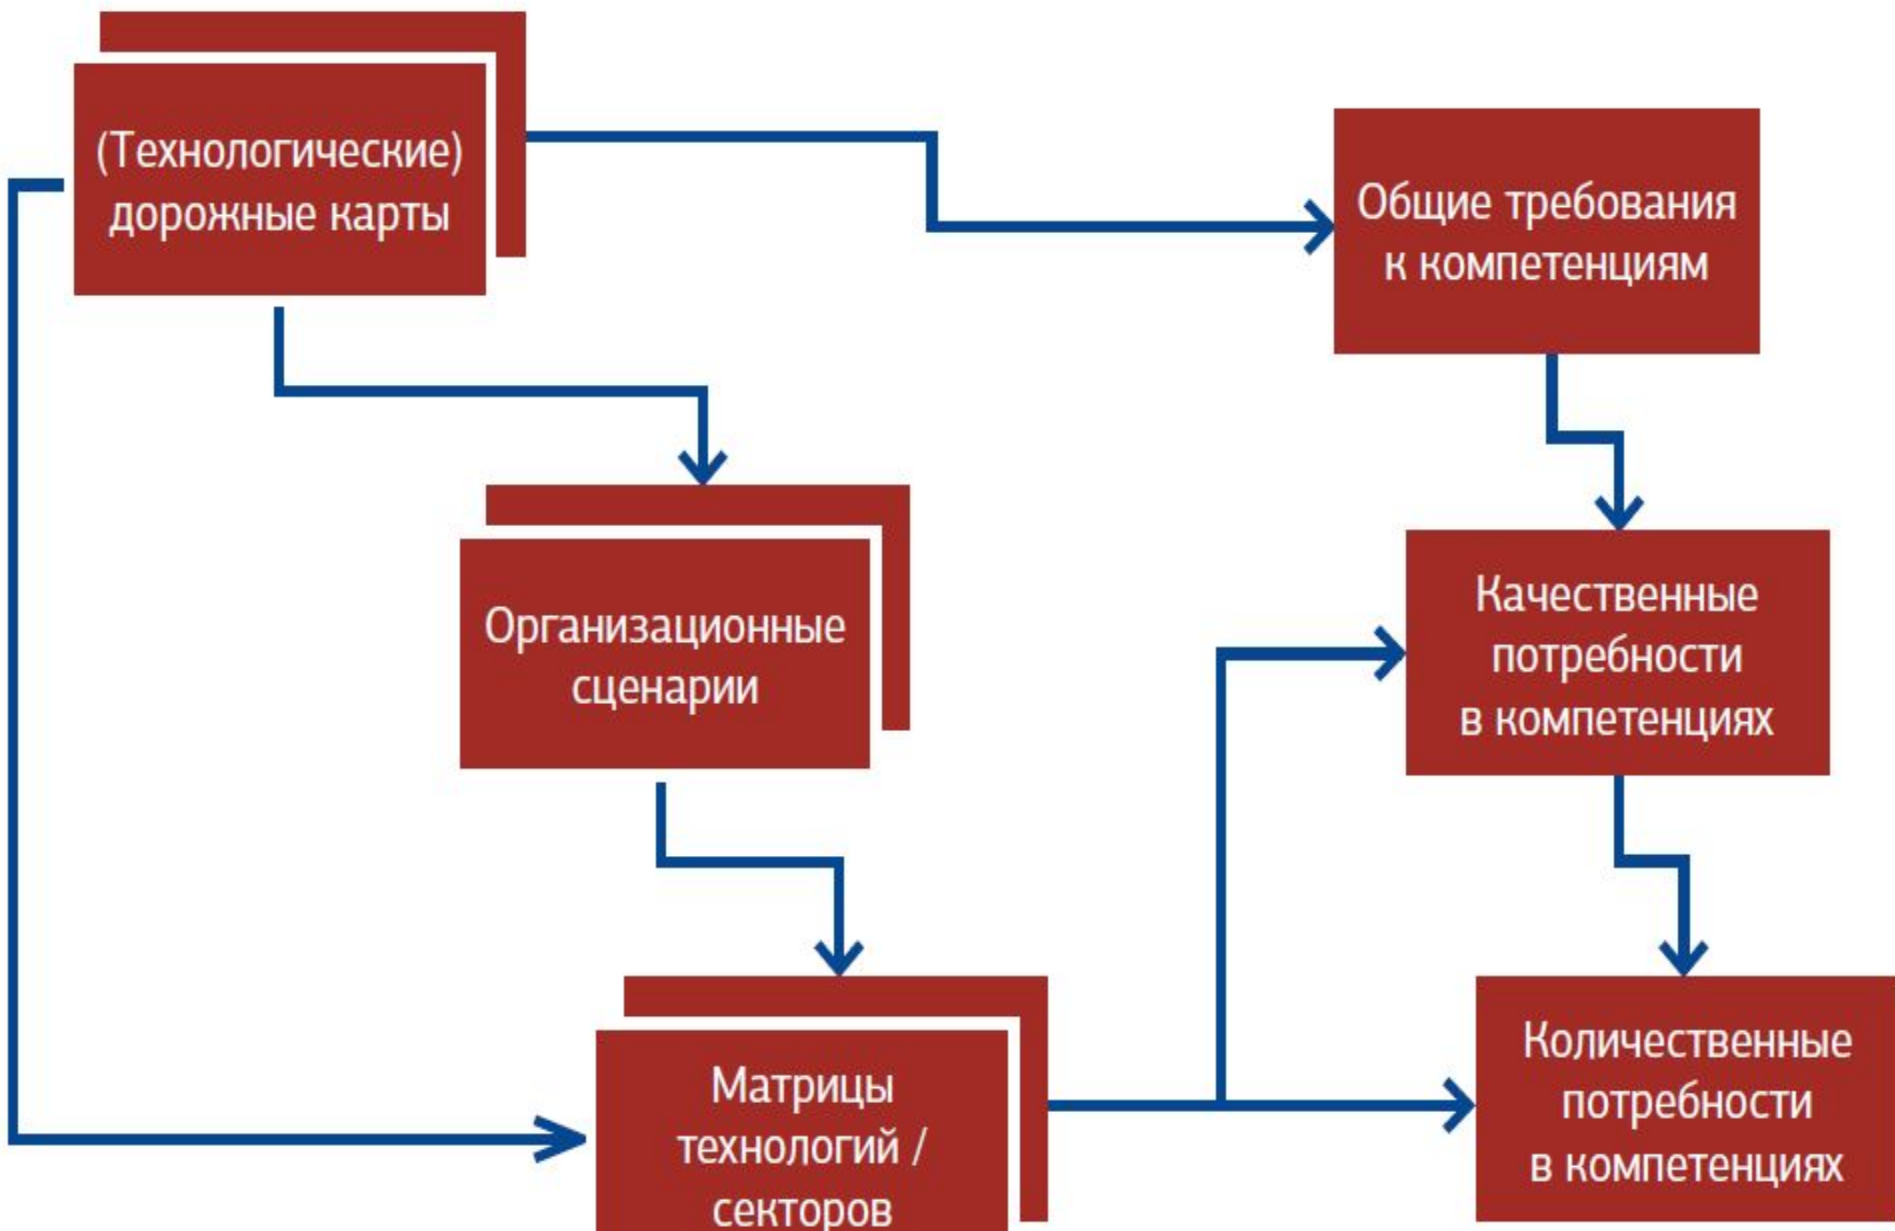 (Технологические)
дорожные карты
Общие требования
к компетенциям
Организационные
сценарии
Качественные
потребности
в компетенциях
Матрицы
технологий /
секторов
Количественные
потребности
в компетенциях